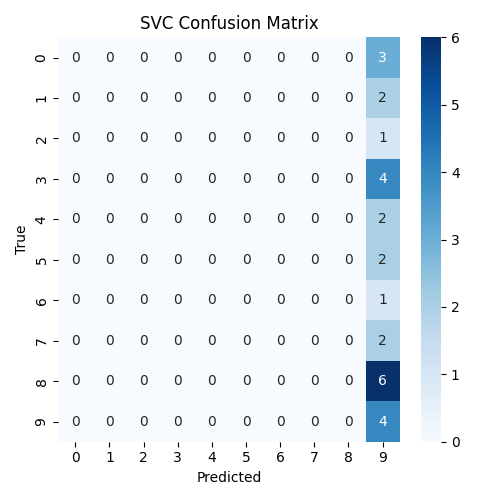 SVC Confusion Matrix
0 0 0 0 0 0 0 0 0 0 3
1 0 0 0 0 0 0 0 0 0 2
2 0 0 0 0 0 0 0 0 0 1
3 0 0 0 0 0 0 0 0 0 4
4 0 0 0 0 0 0 0 0 0 2
5 0 0 0 0 0 0 0 0 0 2
6 0 0 0 0 0 0 0 0 0 1
7 0 0 0 0 0 0 0 0 0 2
8 0 0 0 0 0 0 0 0 0 6
9 0 0 0 0 0 0 0 0 0 4
True
0 1 2 3 4 5 6 7 8 9
Predicted
6
5
4
3
2
1
0